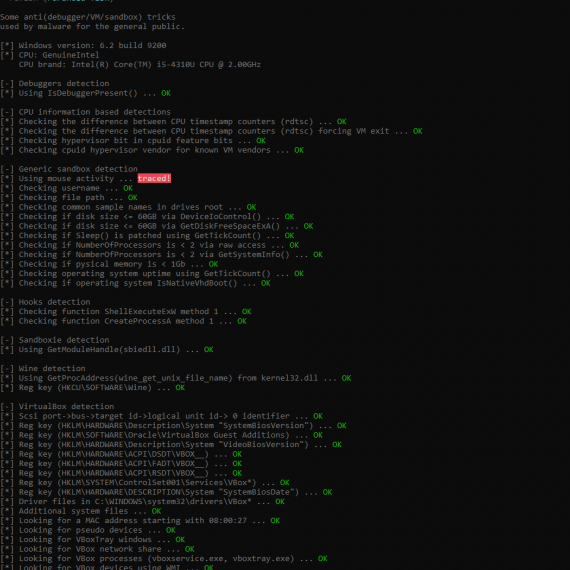 Some anti(debugger/VM/sandbox) tricks
used by malware for the general public.
[*] Windows version: 6.2 build 9200
[*] CPU: GenuineIntel
CPU brand: Intel(R) Core(TM) i5-4310U CPU @ 2.00GHz
[-] Debuggers detection
[*] Using IsDebuggerPresent() ... OK
[-] CPU information based detections
[*] Checking the difference between CPU timestamp counters (rdtsc) ... OK
[*] Checking the difference between CPU timestamp counters (rdtsc) forcing VM exit ... OK
[*] Checking hypervisor bit in cpuid feature bits ... OK
[*] Checking cpuid hypervisor vendor for known VM vendors ... OK
[-] Generic sandbox detection
[*] Using mouse activity ... traced!
[*] Checking username ... OK
[*] Checking file path ... OK
[*] Checking common sample names in drives root ... OK
[*] Checking if disk size <= 60GB via DeviceIoControl() ... OK
[*] Checking if disk size <= 60GB via GetDiskFreeSpaceExA() ... OK
[*] Checking if Sleep() is patched using GetTickCount() ... OK
[*] Checking if NumberOfProcessors is < 2 via raw access ... OK
[*] Checking if NumberOfProcessors is < 2 via GetSystemInfo() ... OK
[*] Checking if pysical memory is < 1Gb ... OK
[*] Checking operating system uptime using GetTickCount() ... OK
[*] Checking if operating system IsNativeVhdBoot() ... OK
[-] Hooks detection
[*] Checking function ShellExecuteExW method 1 ... OK
[*] Checking function CreateProcessA method 1 ... OK
[-] Sandboxie detection
[*] Using GetModuleHandle(sbiedll.dll) ... OK
[-] Wine detection
[*] Using GetProcAddress(wine_get_unix_file_name) from kernel32.dll ... OK
[*] Reg key (HKCU\SOFTWARE\Wine) ... OK
[-] VirtualBox detection
[*] Scsi port->bus->target id->logical unit id-> 0 identifier ... OK
[*] Reg key (HKLM\HARDWARE\Description\System "SystemBiosVersion") ... OK
[*] Reg key (HKLM\SOFTWARE\Oracle\VirtualBox Guest Additions) ... OK
[*] Reg key (HKLM\HARDWARE\Description\System "VideoBiosVersion") ... OK
[*] Reg key (HKLM\HARDWARE\ACPI\DSDT\VBOX__) ... OK
[*] Reg key (HKLM\HARDWARE\ACPI\FADT\VBOX__) ... OK
[*] Reg key (HKLM\HARDWARE\ACPI\RSDT\VBOX__) ... OK
[*] Reg key (HKLM\SYSTEM\ControlSet001\Services\VBox*) ... OK
[*] Reg key (HKLM\HARDWARE\DESCRIPTION\System "SystemBiosDate") ... OK
[*] Driver files in C:\WINDOWS\system32\drivers\VBox* ... OK
[*] Additional system files ... OK
[*] Looking for a MAC address starting with 08:00:27 ... OK
[*] Looking for pseudo devices ... OK
[*] Looking for VBoxTray windows ... OK
[*] Looking for VBox network share ... OK
[*] Looking for VBox processes (vboxservice.exe, vboxtray.exe) ... OK
[*] Looking for VBox devices using WMI ... OK